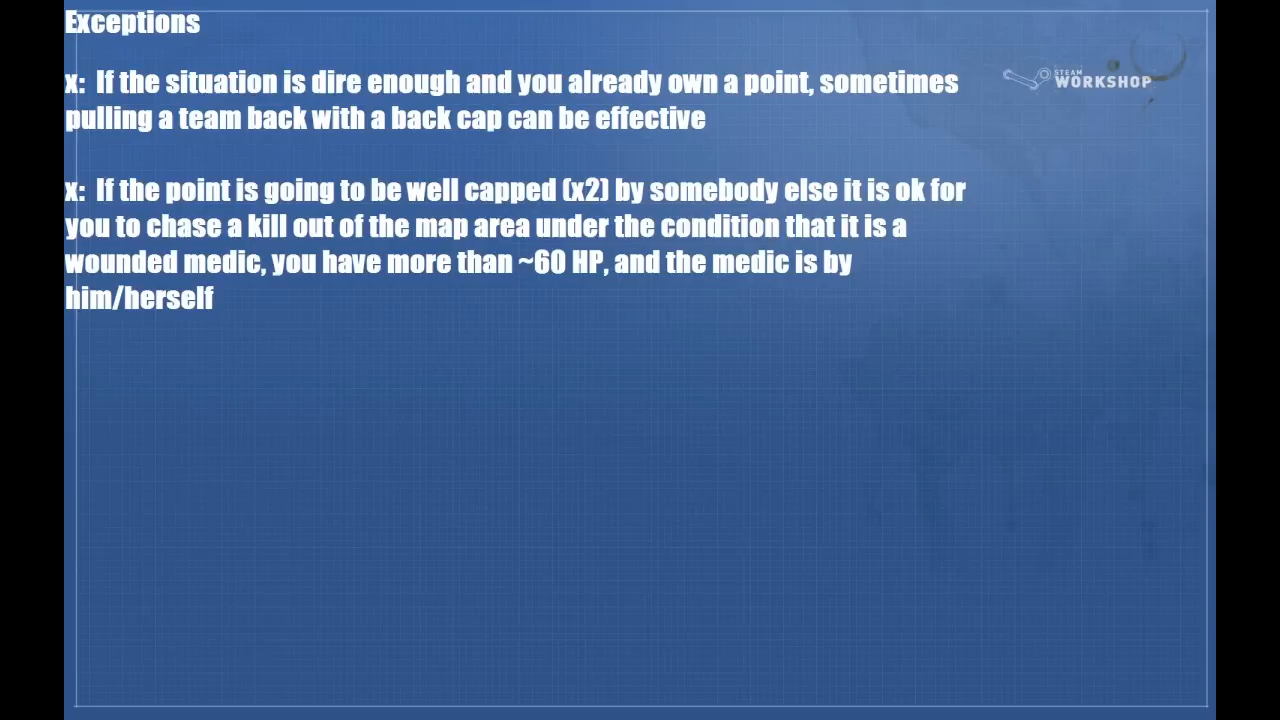 Exceptions
x: If the situation is dire enough and you already own a point, sometimes
pulling a team back with a back cap can be effective
STEAM
WORKSHOP
x: If the point is going to be well capped (x2) by somebody else it is ok for
you to chase a kill out of the map area under the condition that it is a
wounded medic, you have more than ~60 HP, and the medic is by
him/herself